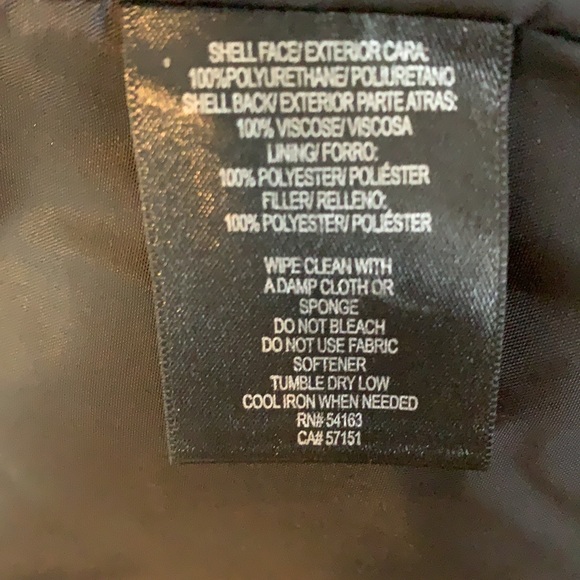 SHELL FACE/ EXTERIOR CARA:
100%POLYURETHANE/ POLIURETANO
SHELL BACK/ EXTERIOR PARTE ATRAS:
100% VISCOSE/ VISCOSA
LINING/ FORRO:
100% POLYESTER/ POLIÉSTER
FILLER/ RELLENO:
100% POLYESTER/ POLIÉSTER
WIPE CLEAN WITH
A DAMP CLOTH OR
SPONGE
DO NOT BLEACH
DO NOT USE FABRIC
SOFTENER
TUMBLE DRY LOW
COOL IRON WHEN NEEDED
RN# 54163
CA# 57151